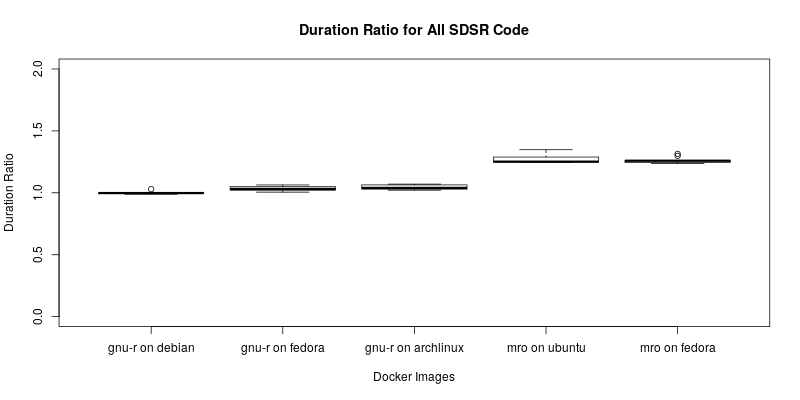 Duration Ratio for All SDSR Code
Duration Ratio
2.0
1.5
1.0
0.5
0.0
gnu-r on debian
gnu-r on fedora
gnu-r on archlinux
mro on ubuntu
mro on fedora
Docker Images